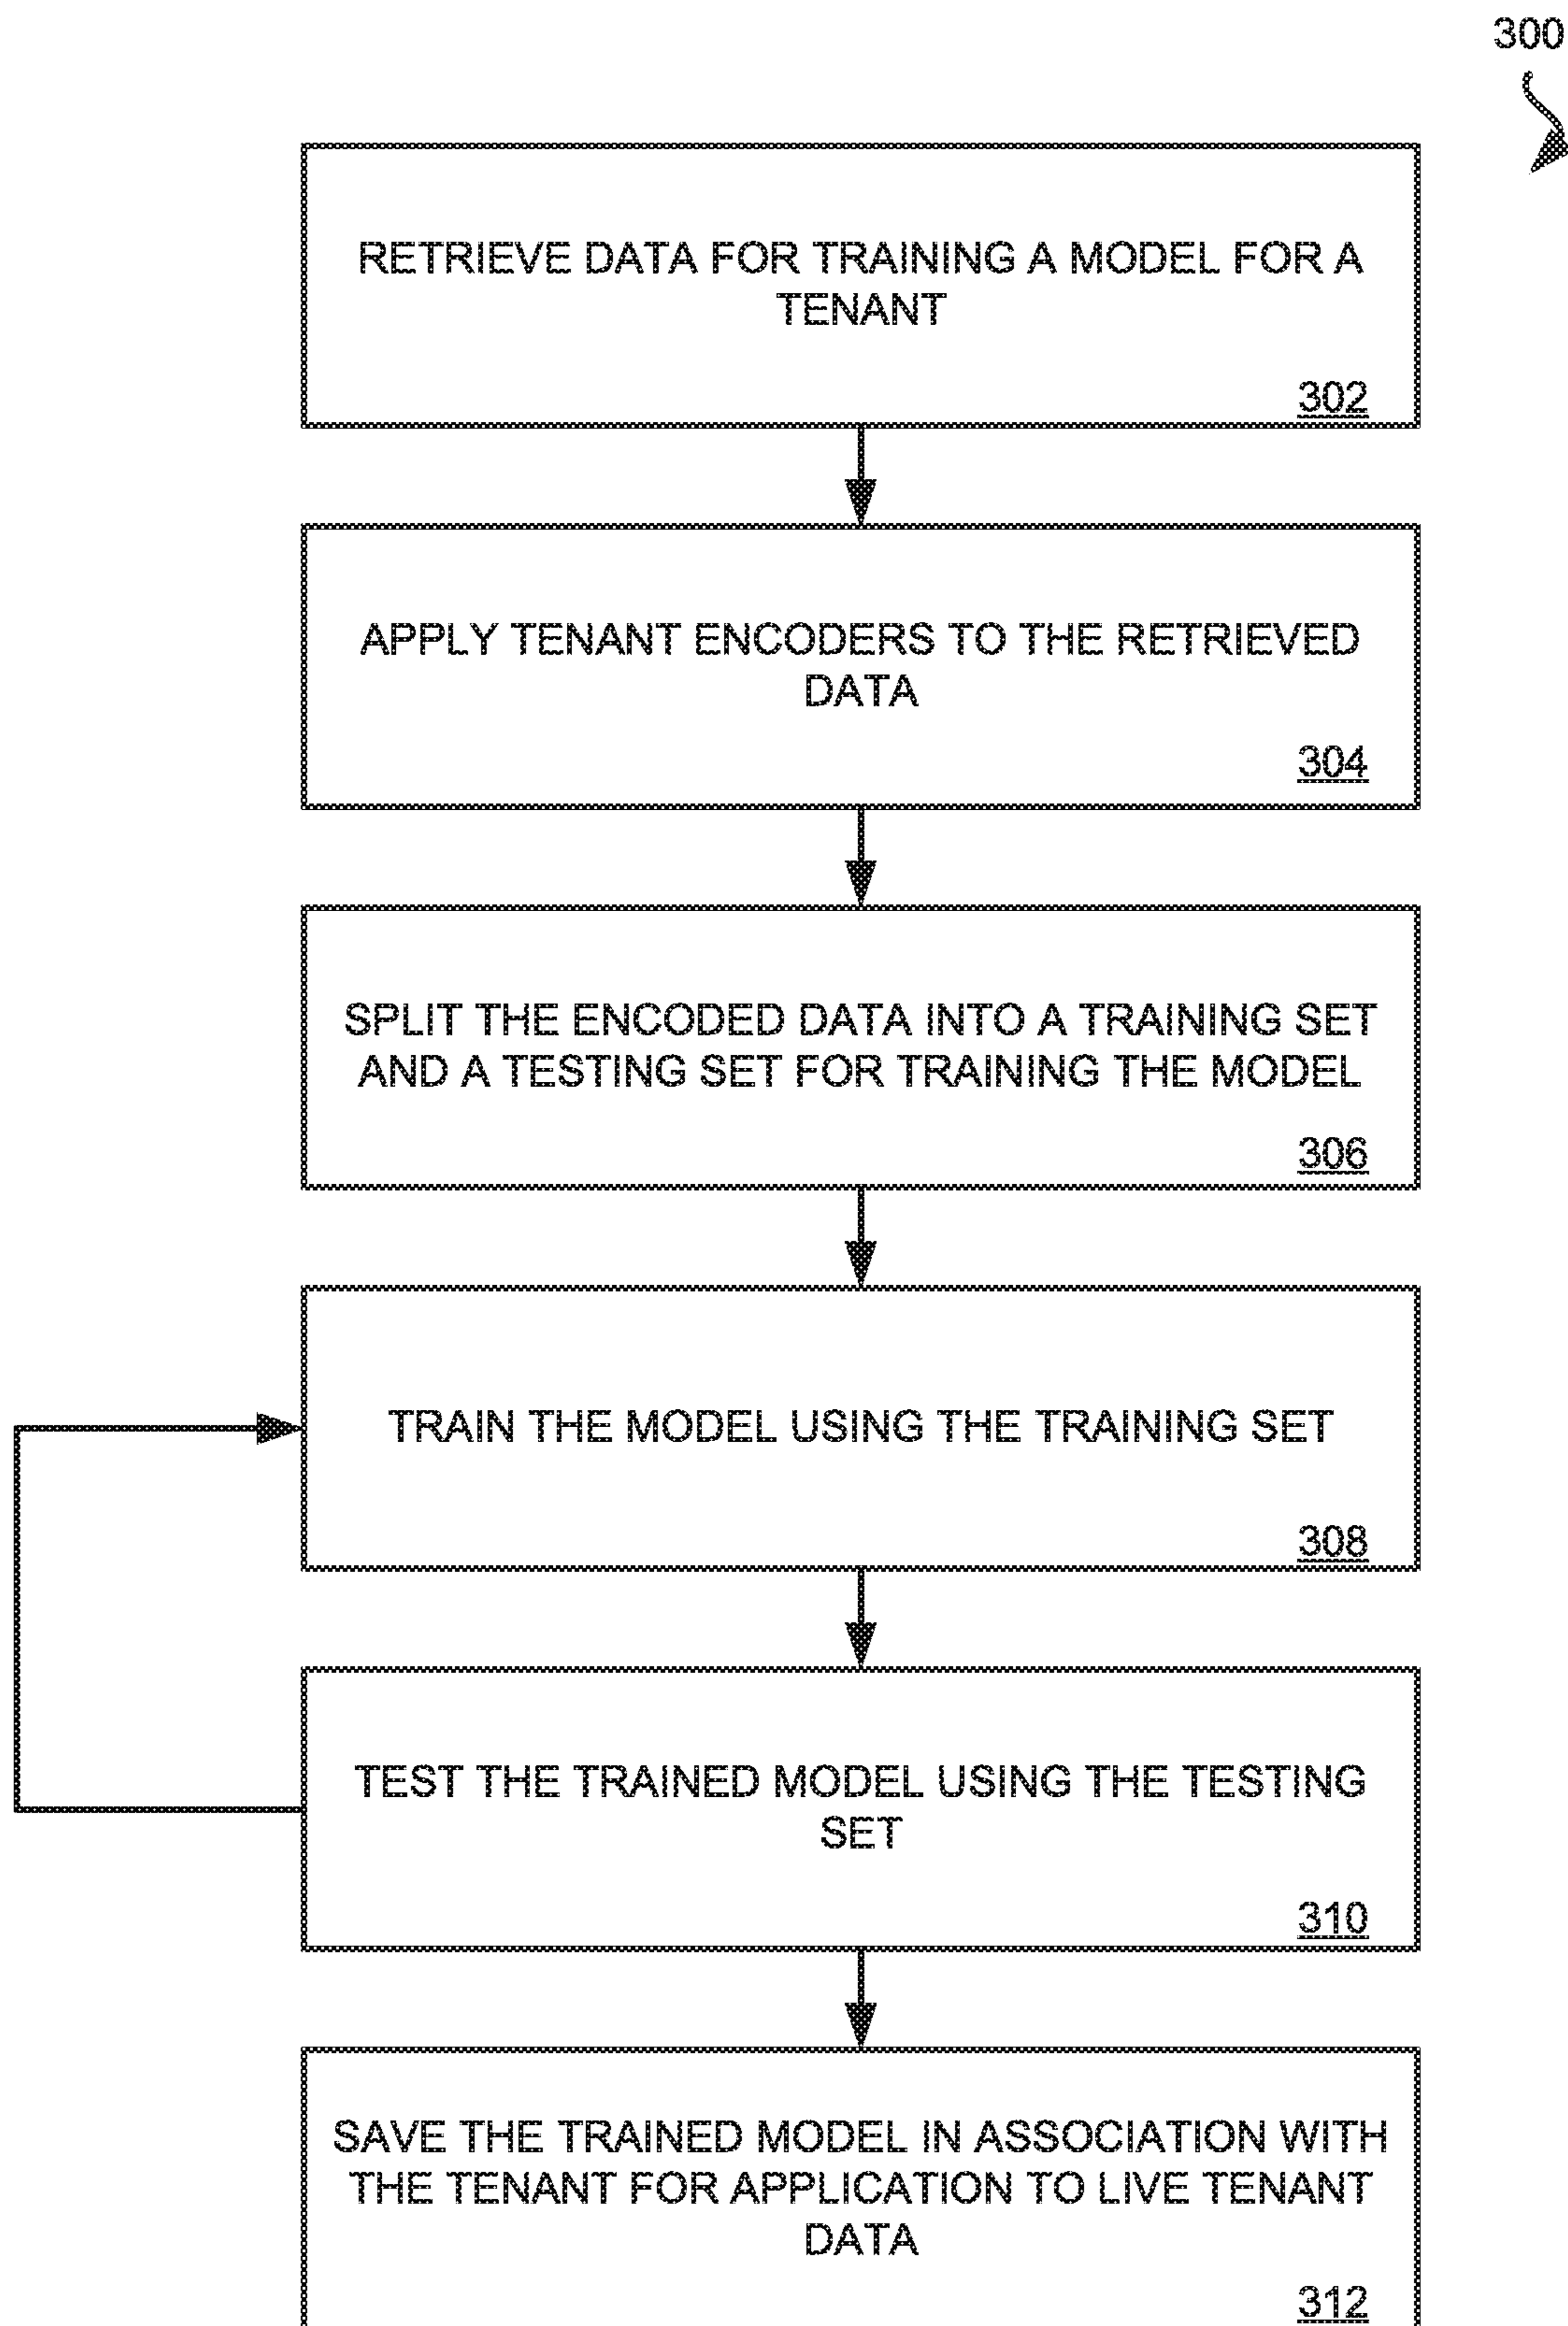 300
RETRIEVE DATA FOR TRAINING A MODEL FOR A
TENANT
302
APPLY TENANT ENCODERS TO THE RETRIEVED
DATA
304
SPLIT THE ENCODED DATA INTO A TRAINING SET
AND A TESTING SET FOR TRAINING THE MODEL
306
TRAIN THE MODEL USING THE TRAINING SET
308
TEST THE TRAINED MODEL USING THE TESTING
SET
310
SAVE THE TRAINED MODEL IN ASSOCIATION WITH
THE TENANT FOR APPLICATION TO LIVE TENANT
DATA
312